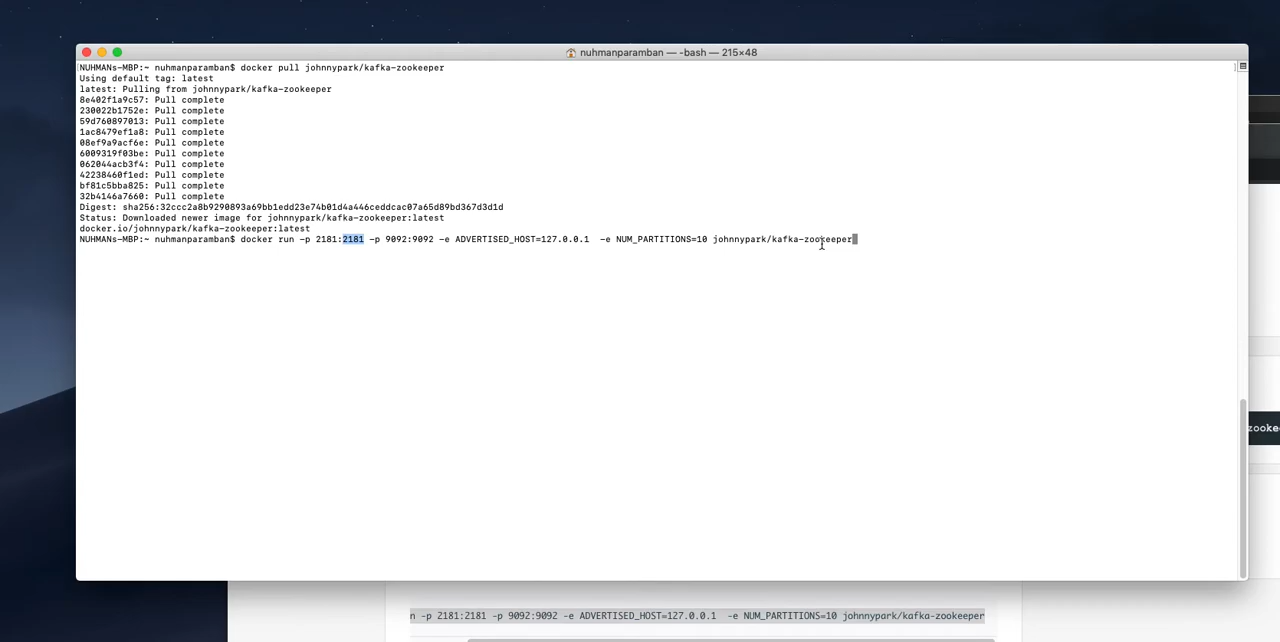 nuhmanparamban — -bash — 215×48
NUHMANs-MBP:~ nuhmanparamban$ docker pull johnnypark/kafka-zookeeper
Using default tag: latest
latest: Pulling from johnnypark/kafka-zookeeper
8e402f1a9c57: Pull complete
230022b1752e: Pull complete
59d760897013: Pull complete
1ac8479ef1a8: Pull complete
08ef9a9acf6e: Pull complete
6009319f03be: Pull complete
062044acb3f4: Pull complete
42238460f1ed: Pull complete
bf81c5bba825: Pull complete
32b4146a7660: Pull complete
Digest: sha256:32ccc2a8b9290893a69bb1edd23e74b01d4a446ceddcac07a65d89bd367d3d1d
Status: Downloaded newer image for johnnypark/kafka-zookeeper:latest
docker.io/johnnypark/kafka-zookeeper:latest
NUHMANs-MBP:~ nuhmanparamban$ docker run -p 2181:2181 -p 9092:9092 -e ADVERTISED_HOST=127.0.0.1  -e NUM_PARTITIONS=10 johnnypark/kafka-zookeeper
zooke
n -p 2181:2181 -p 9092:9092 -e ADVERTISED_HOST=127.0.0.1  -e NUM_PARTITIONS=10 johnnypark/kafka-zookeeper